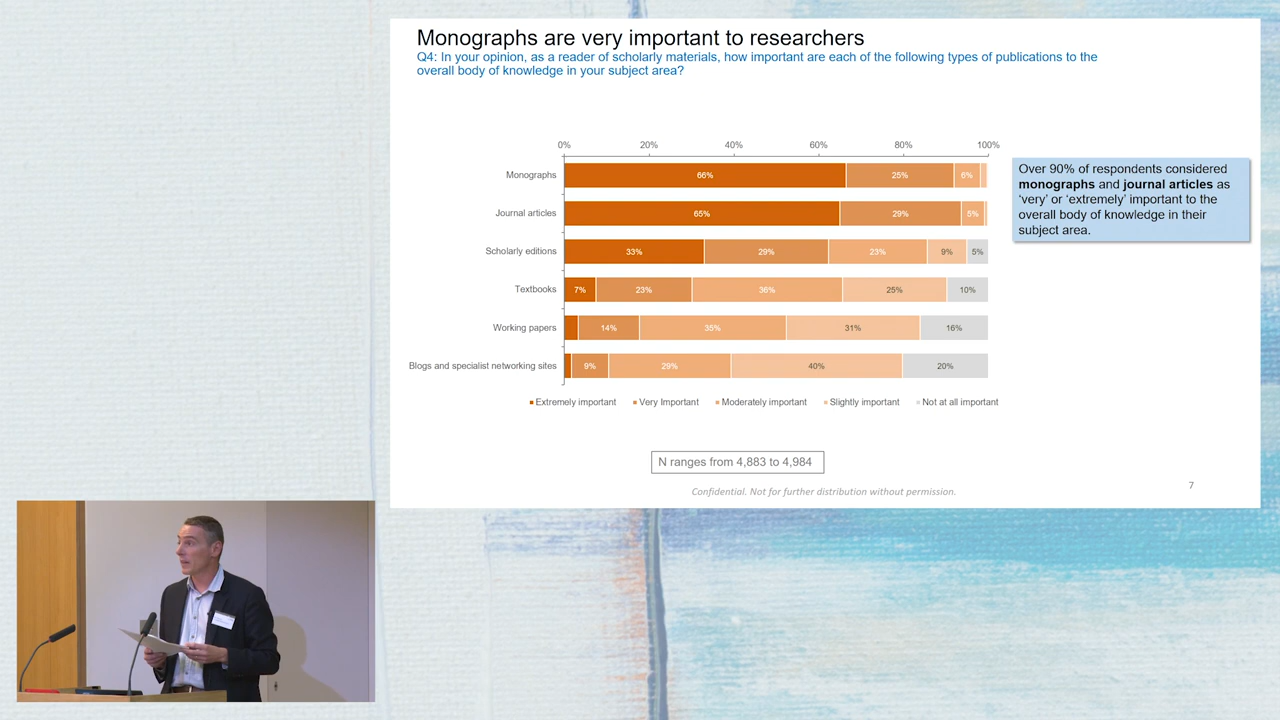 Monographs are very important to researchers
Q4: In your opinion, as a reader of scholarly materials, how important are each of the following types of publications to the
overall body of knowledge in your subject area?
0% 20% 40% 60% 80% 100%
Monographs 66% 25% 6%
Journal articles 65% 29% 5%
Scholarly editions 33% 29% 23% 9% 5%
Textbooks 7% 23% 36% 25% 10%
Working papers 14% 35% 31% 16%
Blogs and specialist networking sites 9% 29% 40% 20%
Extremely important Very Important Moderately important Slightly important Not at all important
Over 90% of respondents considered
monographs and journal articles as
‘very’ or ‘extremely’ important to the
overall body of knowledge in their
subject area.
N ranges from 4,883 to 4,984
Confidential. Not for further distribution without permission.
7